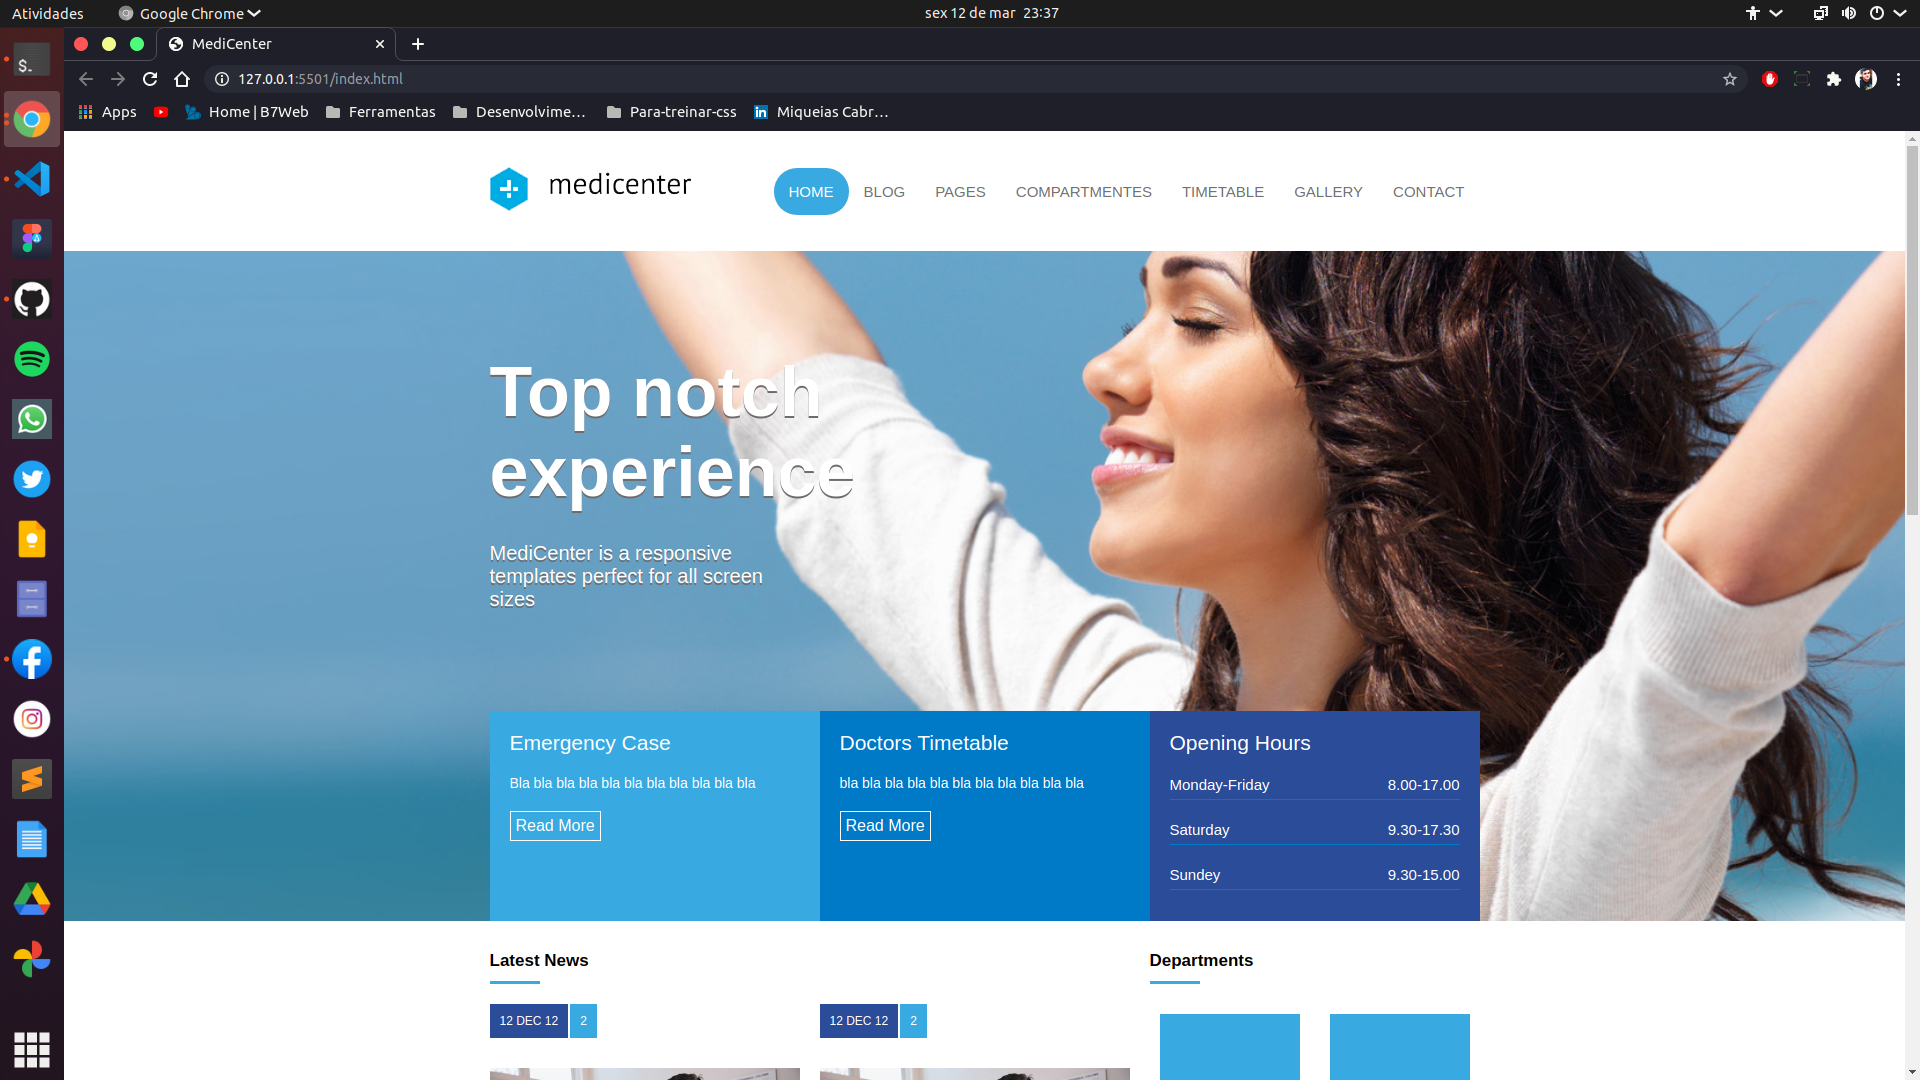 Atividades
Google Chrome
sex 12 de mar 23:37
MediCenter
127.0.0.1:5501/index.html
Apps
Home | B7Web
Ferramentas
Desenvolvime...
Para-treinar-css
Miqueias Cabr...
medicenter
HOME
BLOG
PAGES
COMPARTMENTES
TIMETABLE
GALLERY
CONTACT
Top notch
experience
MediCenter is a responsive
templates perfect for all screen
sizes
Emergency Case
Bla bla bla bla bla bla bla bla bla bla bla
Read More
Doctors Timetable
bla bla bla bla bla bla bla bla bla bla bla
Read More
Opening Hours
Monday-Friday 8.00-17.00
Saturday 9.30-17.30
Sundey 9.30-15.00
Latest News
12 DEC 12 2
12 DEC 12 2
Departments